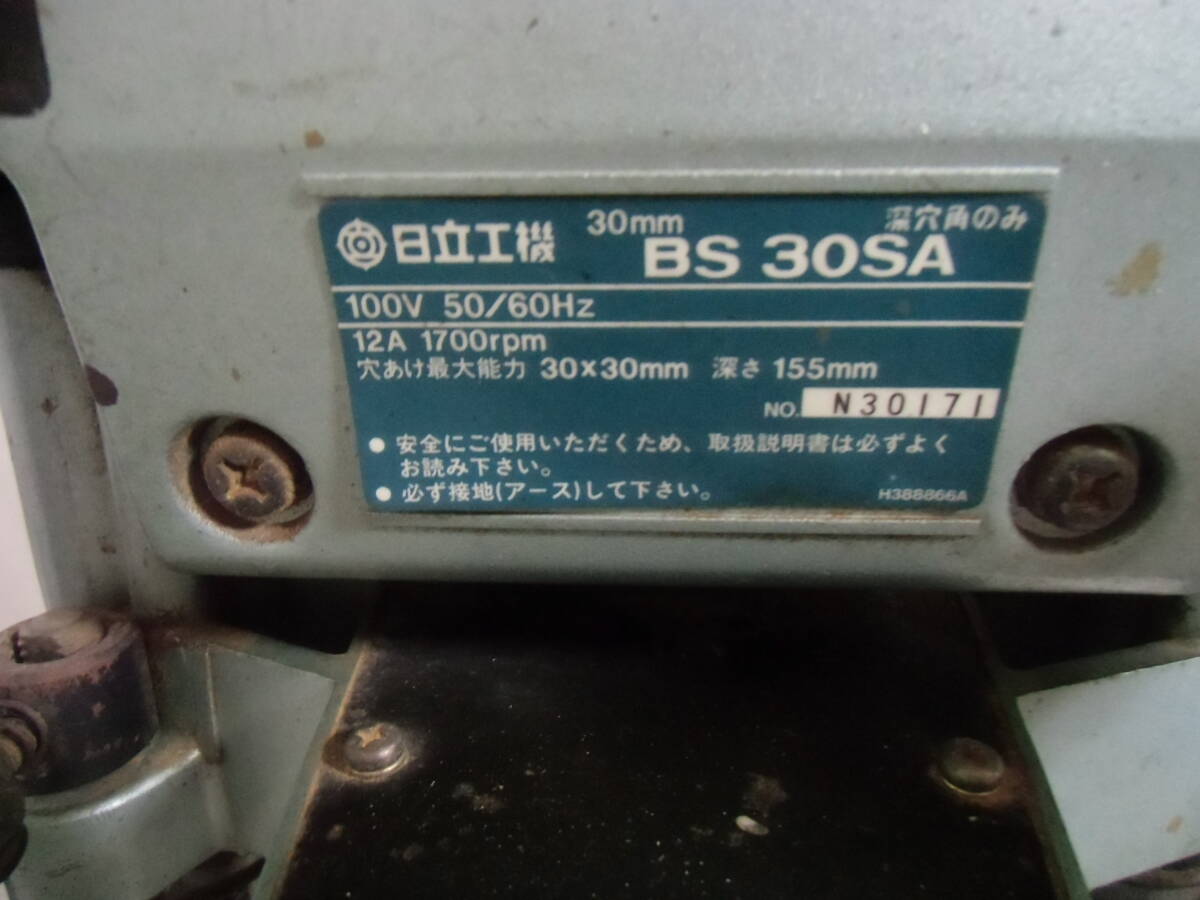 日立工機 30mm BS 30SA 深穴角のみ
100V 50/60Hz
12A 1700rpm
穴あけ最大能力 30×30mm 深さ 155mm
NO. N30171
● 安全にご使用いただくため、取扱説明書は必ずよく
お読み下さい。
● 必ず接地(アース)して下さい。
H388866A